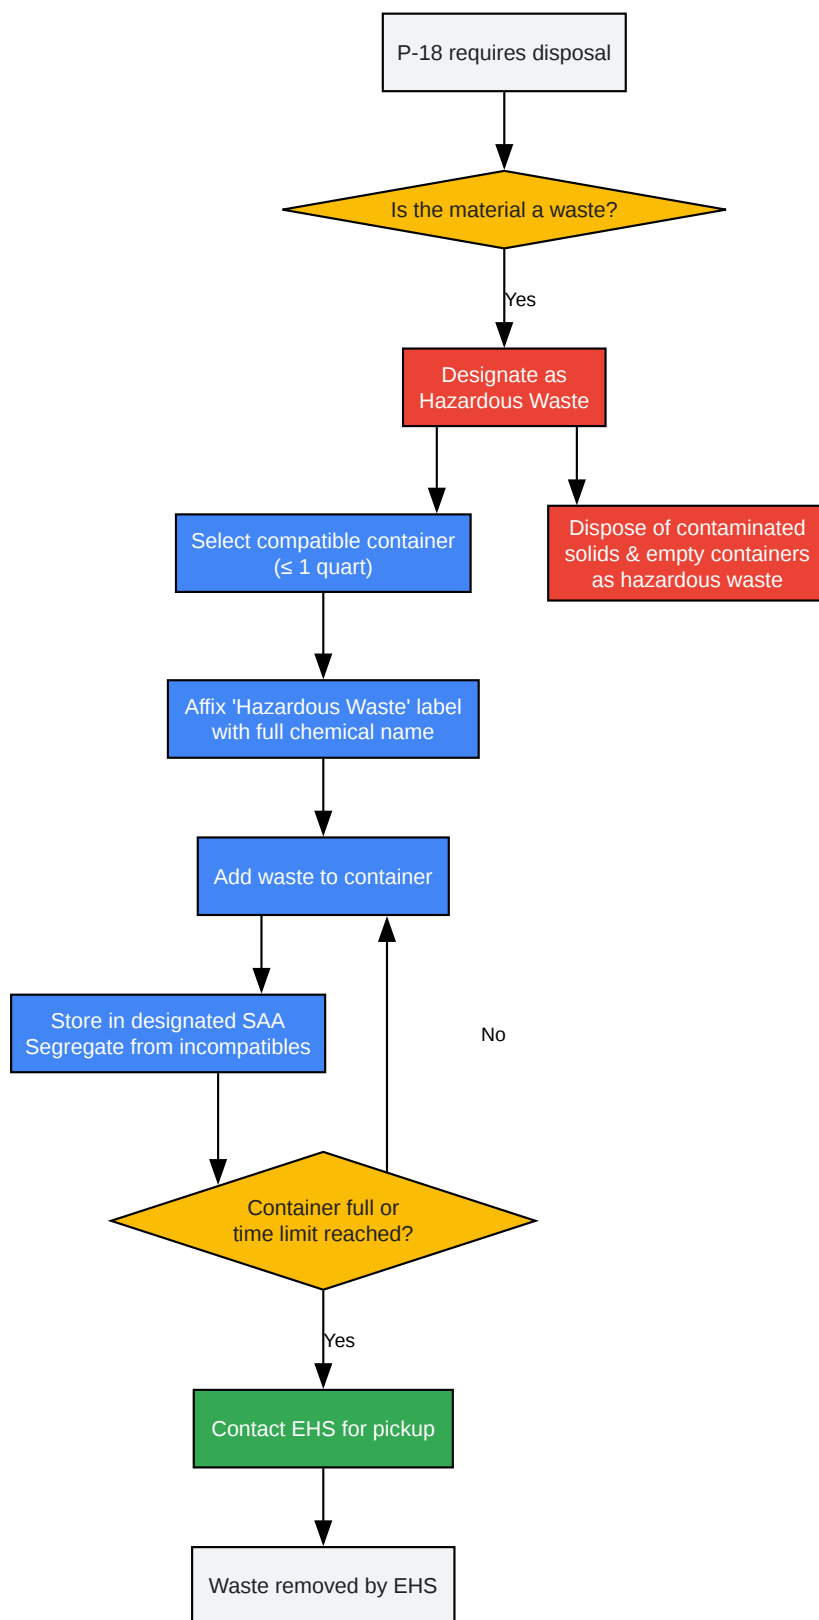 P-18 requires disposal
Is the material a waste?
Yes
Designate as
Hazardous Waste
Select compatible container
(≤ 1 quart)
Dispose of contaminated
solids & empty containers
as hazardous waste
Affix 'Hazardous Waste' label
with full chemical name
Add waste to container
Store in designated SAA
Segregate from incompatibles
No
Container full or
time limit reached?
Yes
Contact EHS for pickup
Waste removed by EHS